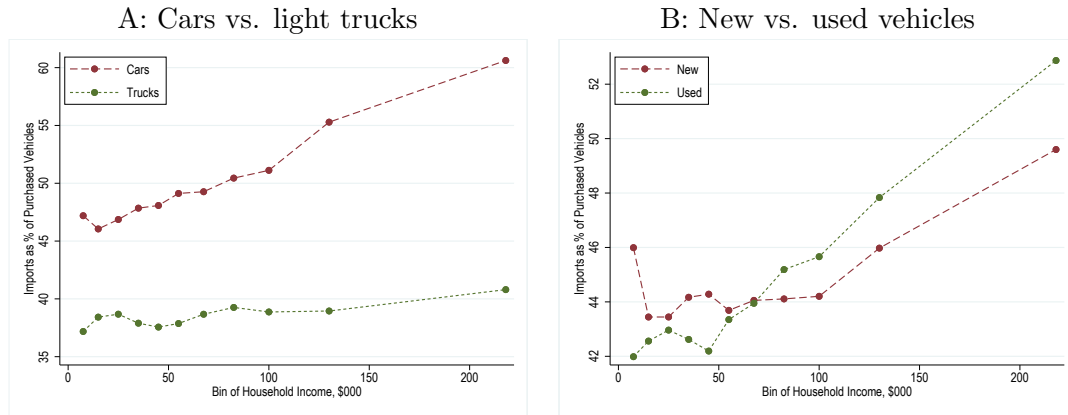 A: Cars vs. light trucks
Imports as % of Purchased Vehicles
60
55
50
45
40
35
Cars
Trucks
0 50 100 150 200
Bin of Household Income, $000
B: New vs. used vehicles
Imports as % of Purchased Vehicles
52
50
48
46
44
42
New
Used
0 50 100 150 200
Bin of Household Income, $000